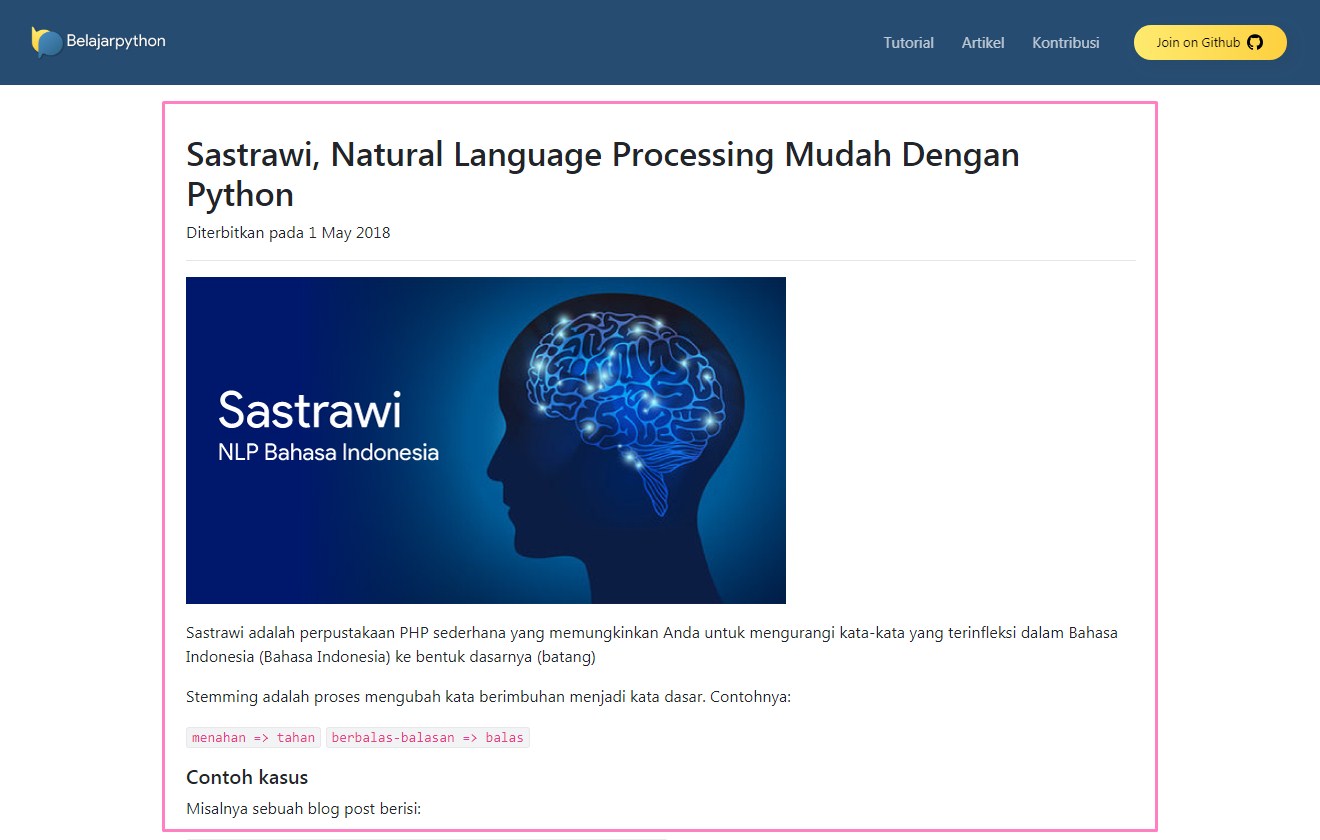 Belajarpython
Tutorial
Artikel
Kontribusi
Join on Github
Sastrawi, Natural Language Processing Mudah Dengan
Python
Diterbitkan pada 1 May 2018
Sastrawi
NLP Bahasa Indonesia
Sastrawi adalah perpustakaan PHP sederhana yang memungkinkan Anda untuk mengurangi kata-kata yang terinfleksi dalam Bahasa
Indonesia (Bahasa Indonesia) ke bentuk dasarnya (batang)
Stemming adalah proses mengubah kata berimbuhan menjadi kata dasar. Contohnya:
menahan => tahan berbalas-balasan => balas
Contoh kasus
Misalnya sebuah blog post berisi: